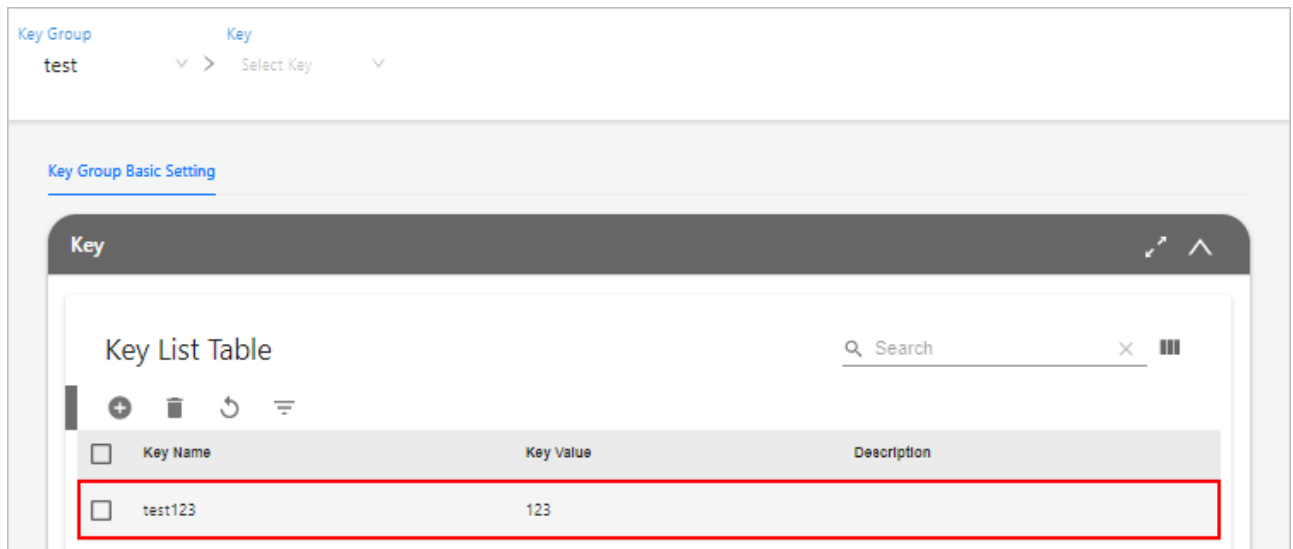 Key Group Key
test > Select Key
Key Group Basic Setting
Key
Key List Table Search
Key Name Key Value Description
test123 123